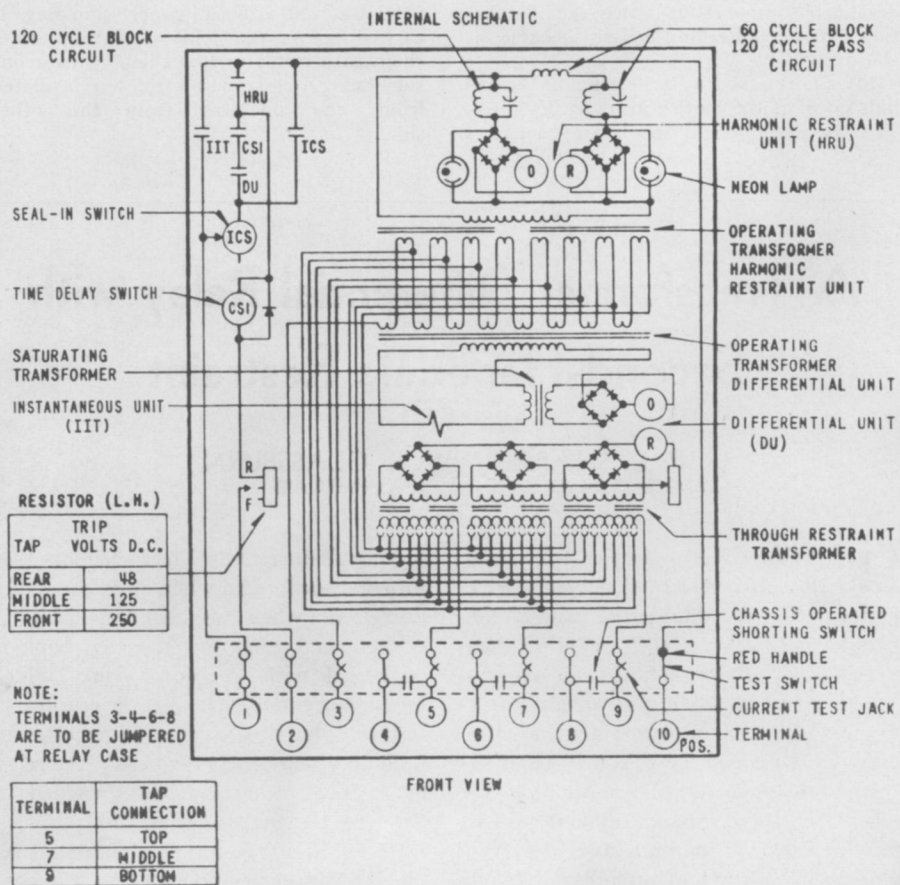 INTERNAL SCHEMATIC
120 CYCLE BLOCK
CIRCUIT
60 CYCLE BLOCK
120 CYCLE PASS
CIRCUIT
HRU
IIT
CSI
ICS
DU
O
R
HARMONIC RESTRAINT
UNIT (HRU)
NEON LAMP
SEAL-IN SWITCH
ICS
OPERATING
TRANSFORMER
HARMONIC
RESTRAINT UNIT
TIME DELAY SWITCH
CSI
SATURATING
TRANSFORMER
OPERATING
TRANSFORMER
DIFFERENTIAL UNIT
INSTANTANEOUS UNIT
(IIT)
O
DIFFERENTIAL UNIT
(DU)
R
R
F
RESISTOR (L.H.)
TRIP
TAP VOLTS D.C.
REAR 48
MIDDLE 125
FRONT 250
THROUGH RESTRAINT
TRANSFORMER
CHASSIS OPERATED
SHORTING SWITCH
RED HANDLE
TEST SWITCH
CURRENT TEST JACK
TERMINAL
1
2
3
4
5
6
7
8
9
10
POS.
NOTE:
TERMINALS 3-4-6-8
ARE TO BE JUMPERED
AT RELAY CASE
FRONT VIEW
TERMINAL TAP CONNECTION
5 TOP
7 MIDDLE
9 BOTTOM